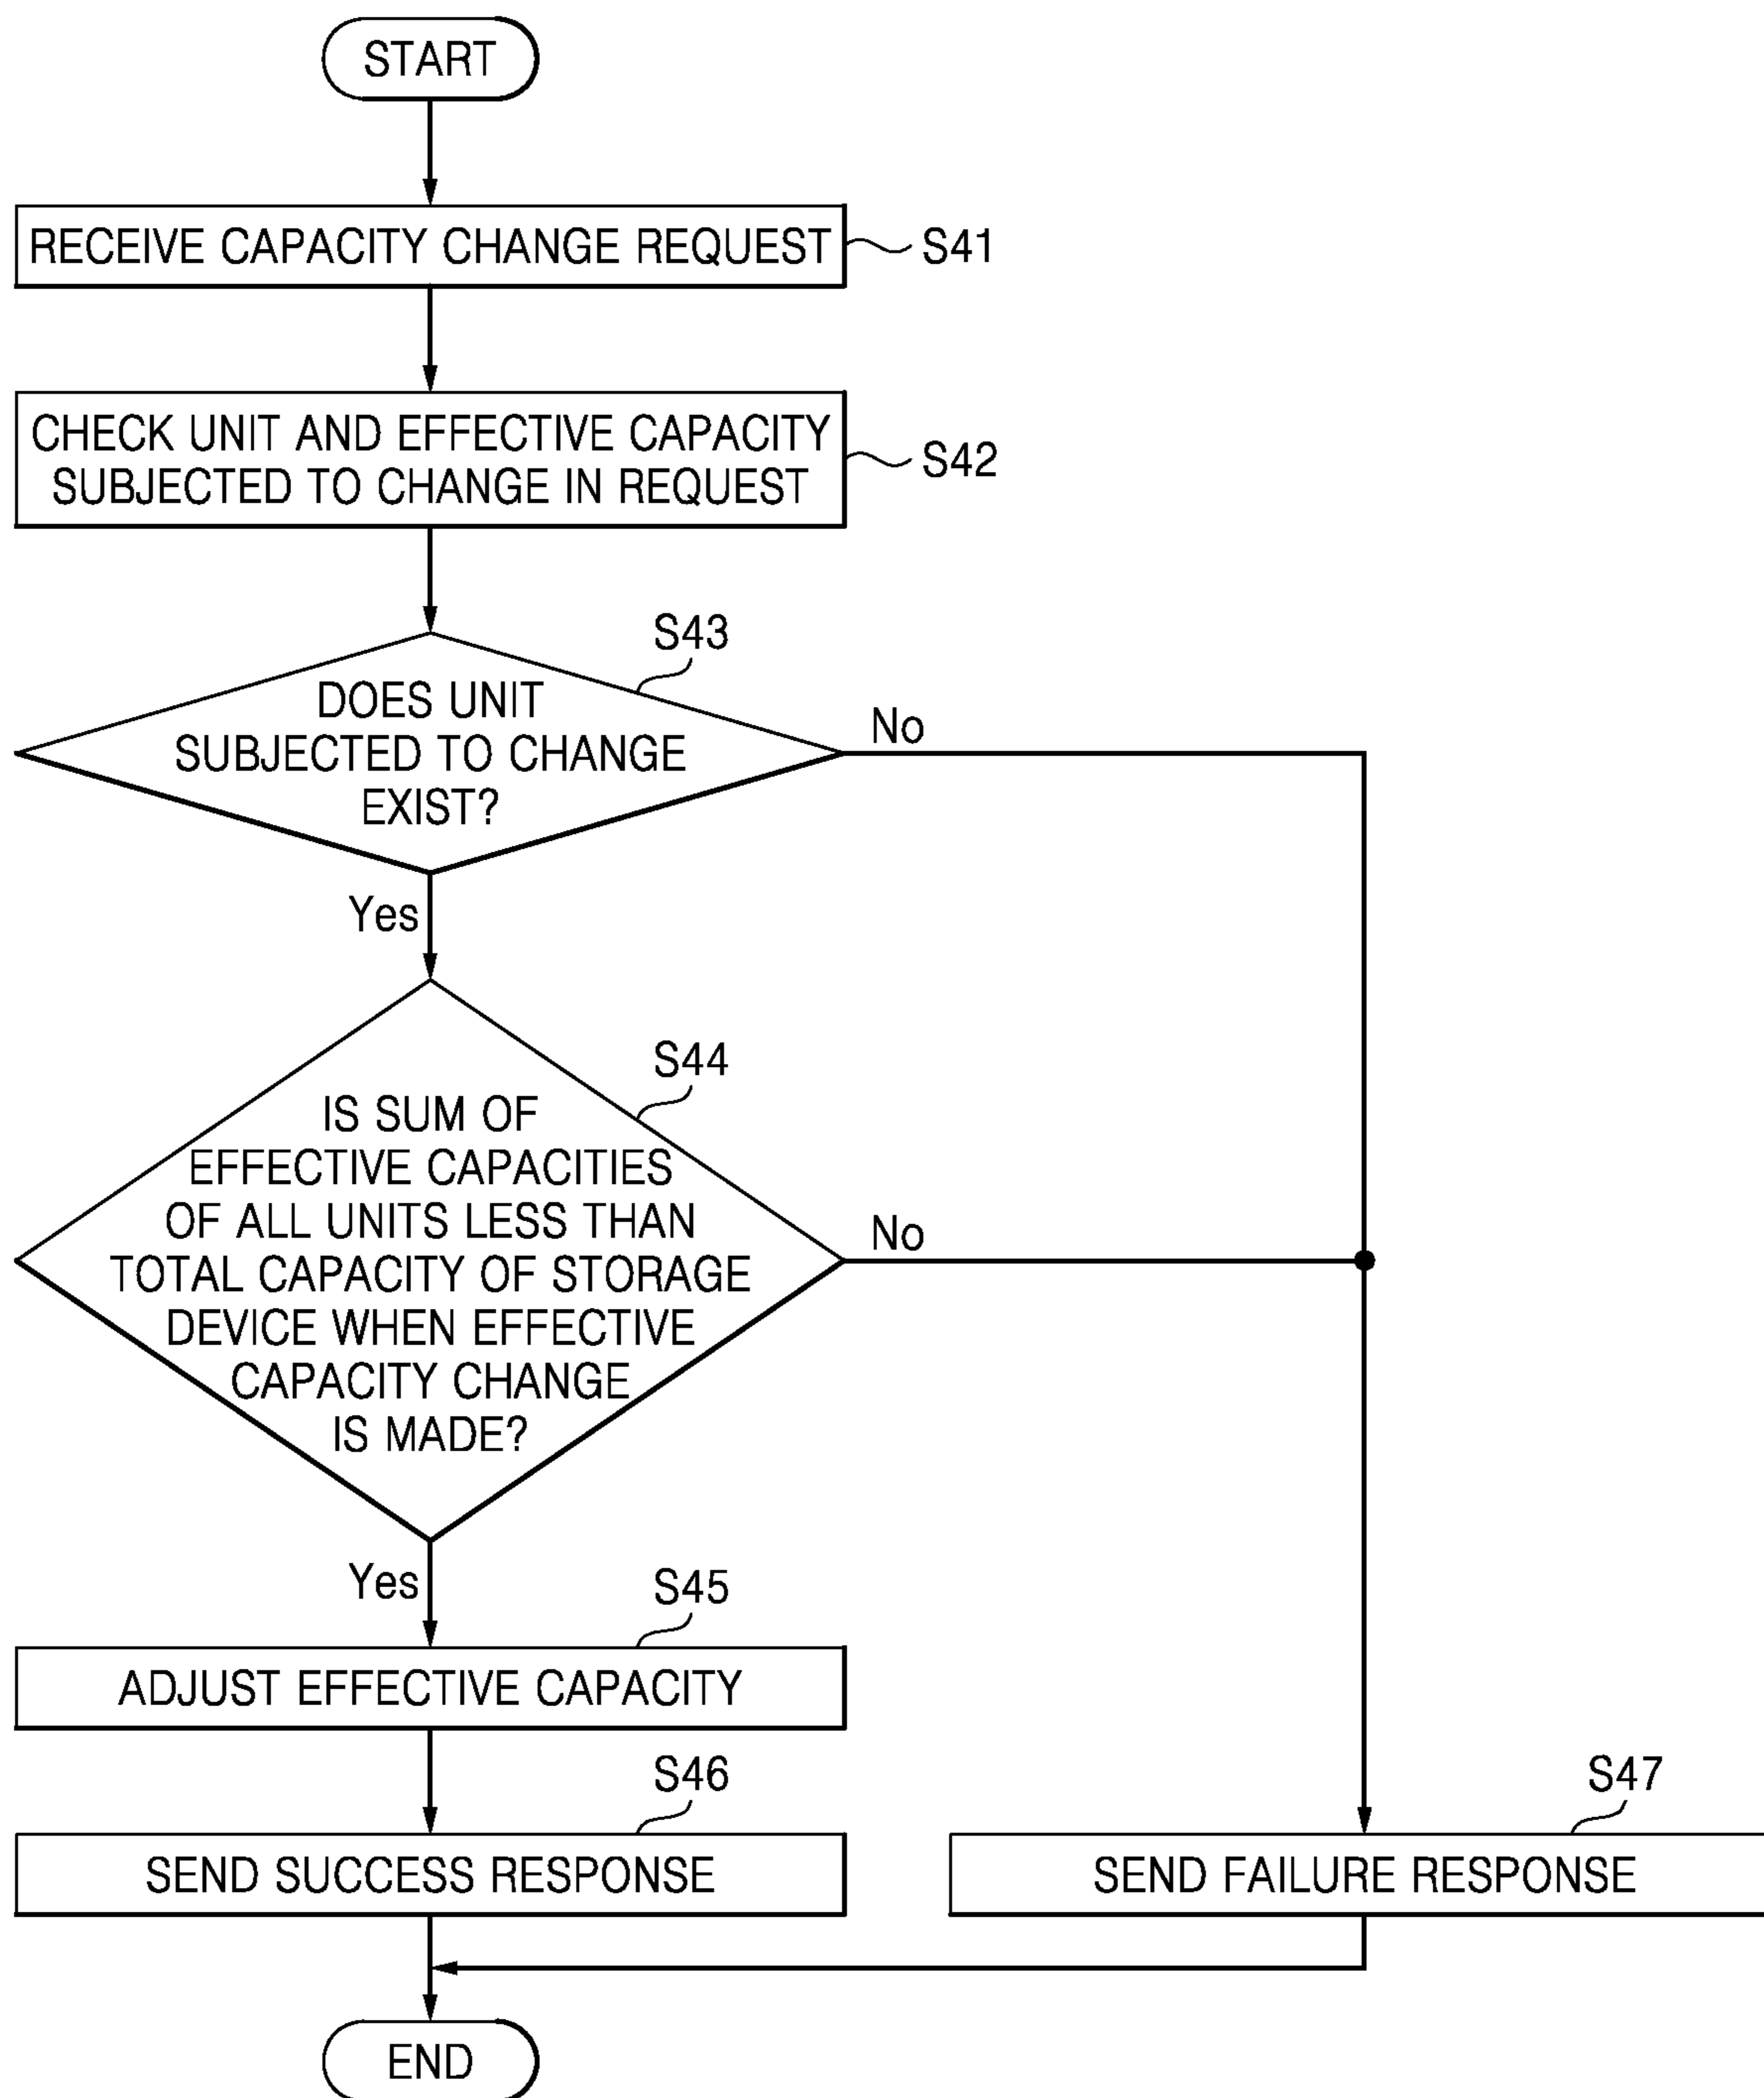 START
RECEIVE CAPACITY CHANGE REQUEST
S41
CHECK UNIT AND EFFECTIVE CAPACITY
SUBJECTED TO CHANGE IN REQUEST
S42
S43
DOES UNIT
SUBJECTED TO CHANGE
EXIST?
No
Yes
S44
IS SUM OF
EFFECTIVE CAPACITIES
OF ALL UNITS LESS THAN
TOTAL CAPACITY OF STORAGE
DEVICE WHEN EFFECTIVE
CAPACITY CHANGE
IS MADE?
No
Yes
S45
ADJUST EFFECTIVE CAPACITY
S46
SEND SUCCESS RESPONSE
S47
SEND FAILURE RESPONSE
END